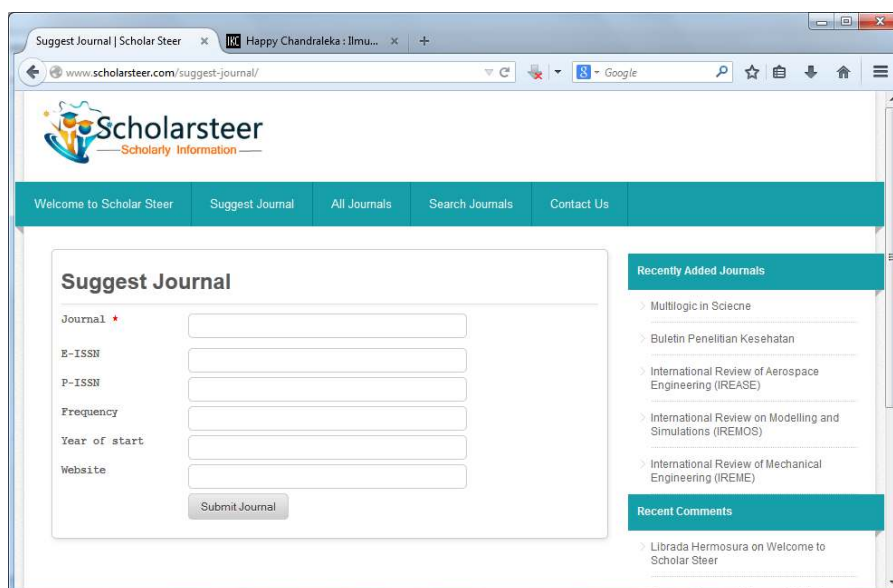 Suggest Journal | Scholar Steer
IKC Happy Chandraleka : Ilmu...
www.scholarsteer.com/suggest-journal/
8 Google
Scholarsteer
Scholarly Information
Welcome to Scholar Steer
Suggest Journal
All Journals
Search Journals
Contact Us
Suggest Journal
Journal *
E-ISSN
P-ISSN
Frequency
Year of start
Website
Submit Journal
Recently Added Journals
Multilogic in Sciecne
Buletin Penelitian Kesehatan
International Review of Aerospace
Engineering (IREASE)
International Review on Modelling and
Simulations (IREMOS)
International Review of Mechanical
Engineering (IREME)
Recent Comments
Librada Hermosura on Welcome to
Scholar Steer